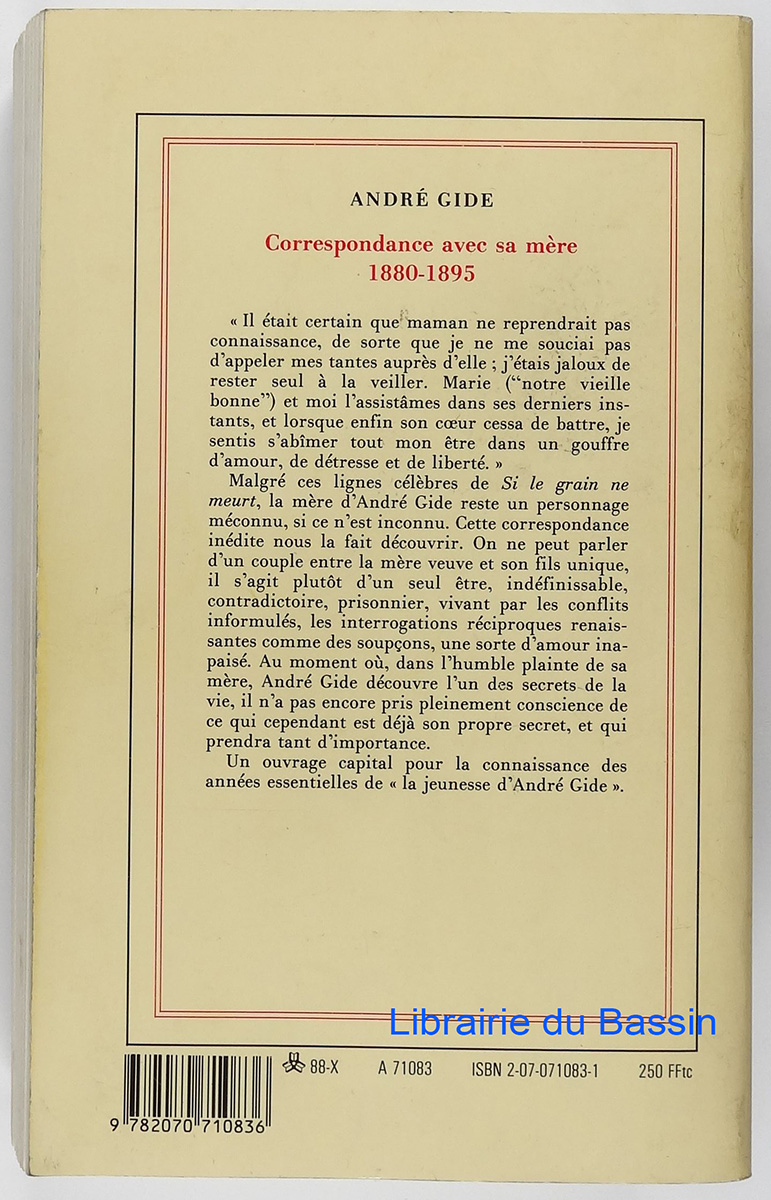 ANDRÉ GIDE
Correspondance avec sa mère
1880-1895
« Il était certain que maman ne reprendrait pas
connaissance, de sorte que je ne me souciai pas
d'appeler mes tantes auprès d'elle ; j'étais jaloux de
rester seul à la veiller. Marie (“notre vieille
bonne”) et moi l'assistâmes dans ses derniers ins-
tants, et lorsque enfin son cœur cessa de battre, je
sentis s'abîmer tout mon être dans un gouffre
d'amour, de détresse et de liberté. »
Malgré ces lignes célèbres de Si le grain ne
meurt, la mère d'André Gide reste un personnage
méconnu, si ce n'est inconnu. Cette correspondance
inédite nous la fait découvrir. On ne peut parler
d'un couple entre la mère veuve et son fils unique,
il s'agit plutôt d'un seul être, indéfinissable,
contradictoire, prisonnier, vivant par les conflits
informulés, les interrogations réciproques renais-
santes comme des soupçons, une sorte d'amour ina-
paisé. Au moment où, dans l'humble plainte de sa
mère, André Gide découvre l'un des secrets de la
vie, il n'a pas encore pris pleinement conscience de
ce qui cependant est déjà son propre secret, et qui
prendra tant d'importance.
Un ouvrage capital pour la connaissance des
années essentielles de « la jeunesse d'André Gide ».
Librairie du Bassin
88-X A 71083 ISBN 2-07-071083-1 250 FFtc
9 782070 710836